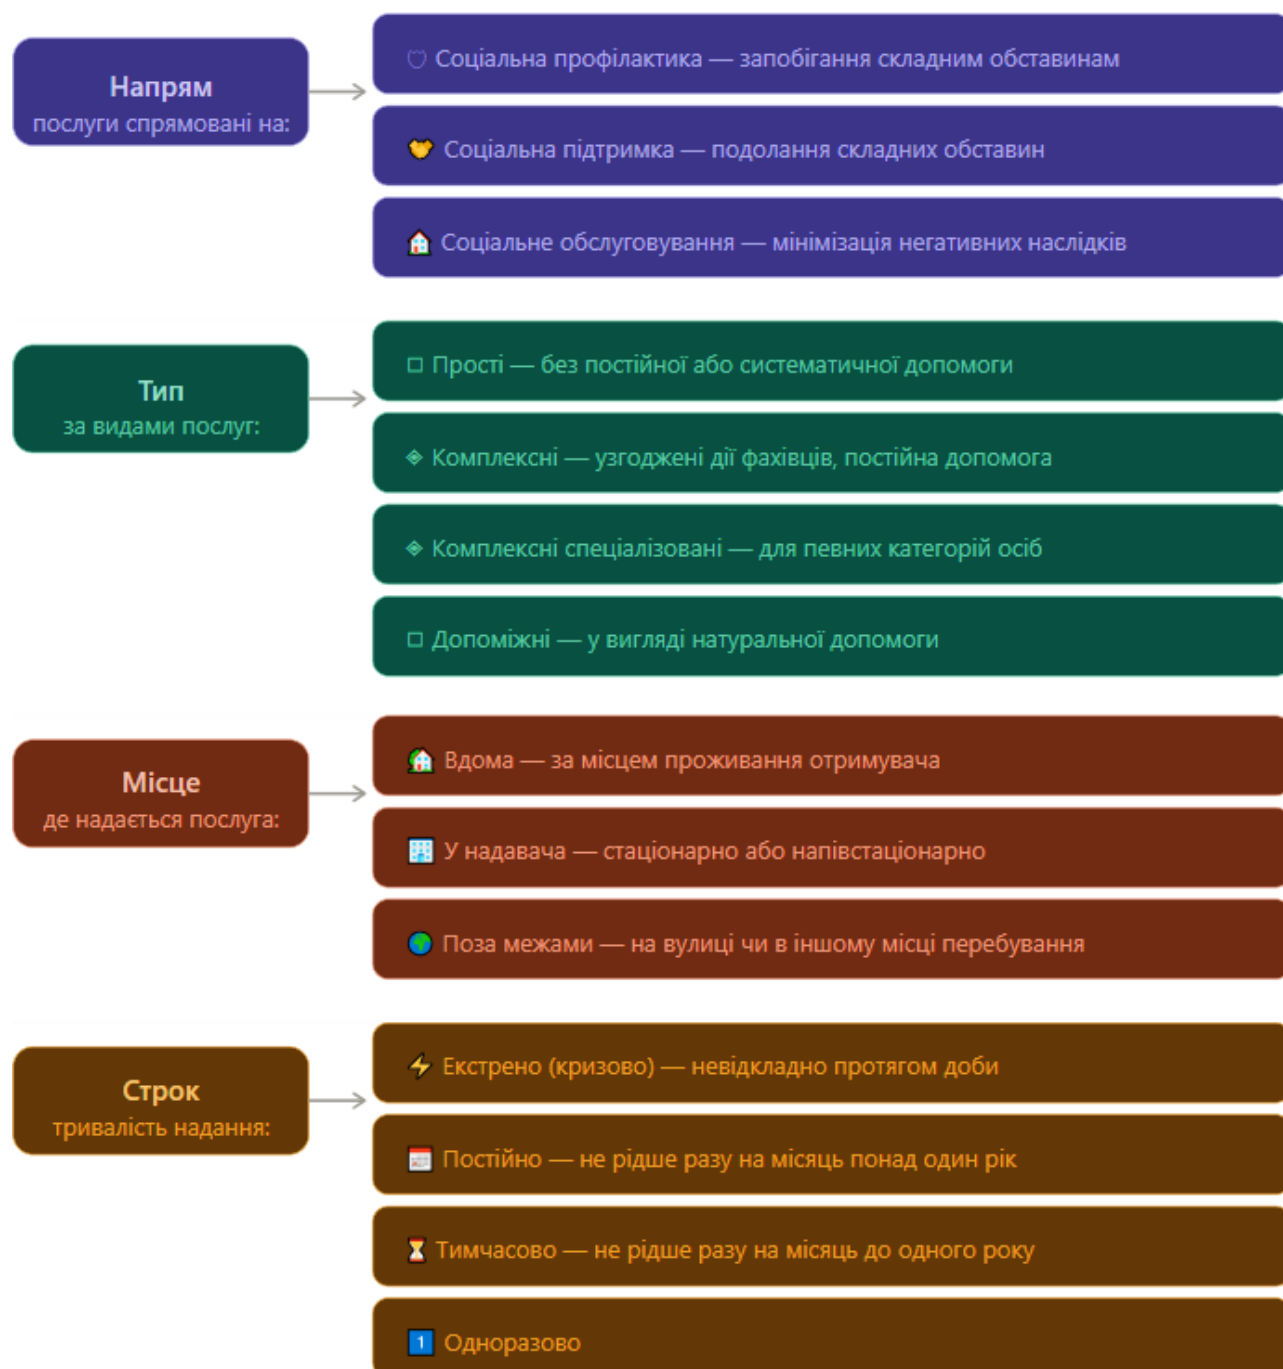 Напрям
послуги спрямовані на:
Соціальна профілактика — запобігання складним обставинам
Соціальна підтримка — подолання складних обставин
Соціальне обслуговування — мінімізація негативних наслідків
Тип
за видами послуг:
Прості — без постійної або систематичної допомоги
Комплексні — узгоджені дії фахівців, постійна допомога
Комплексні спеціалізовані — для певних категорій осіб
Допоміжні — у вигляді натуральної допомоги
Місце
де надається послуга:
Вдома — за місцем проживання отримувача
У надавача — стаціонарно або напівстаціонарно
Поза межами — на вулиці чи в іншому місці перебування
Строк
тривалість надання:
Екстрено (кризово) — невідкладно протягом доби
Постійно — не рідше разу на місяць понад один рік
Тимчасово — не рідше разу на місяць до одного року
1 Одноразово